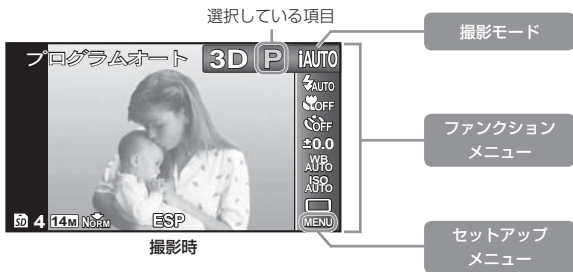 選択している項目
撮影モード
プログラムオート 3D P iAUTO
AUTO
OFF
OFF
±0.0
WB
AUTO
ISO
AUTO
ファンクション
メニュー
SD 4 14M NORM ESP MENU
撮影時
セットアップ
メニュー